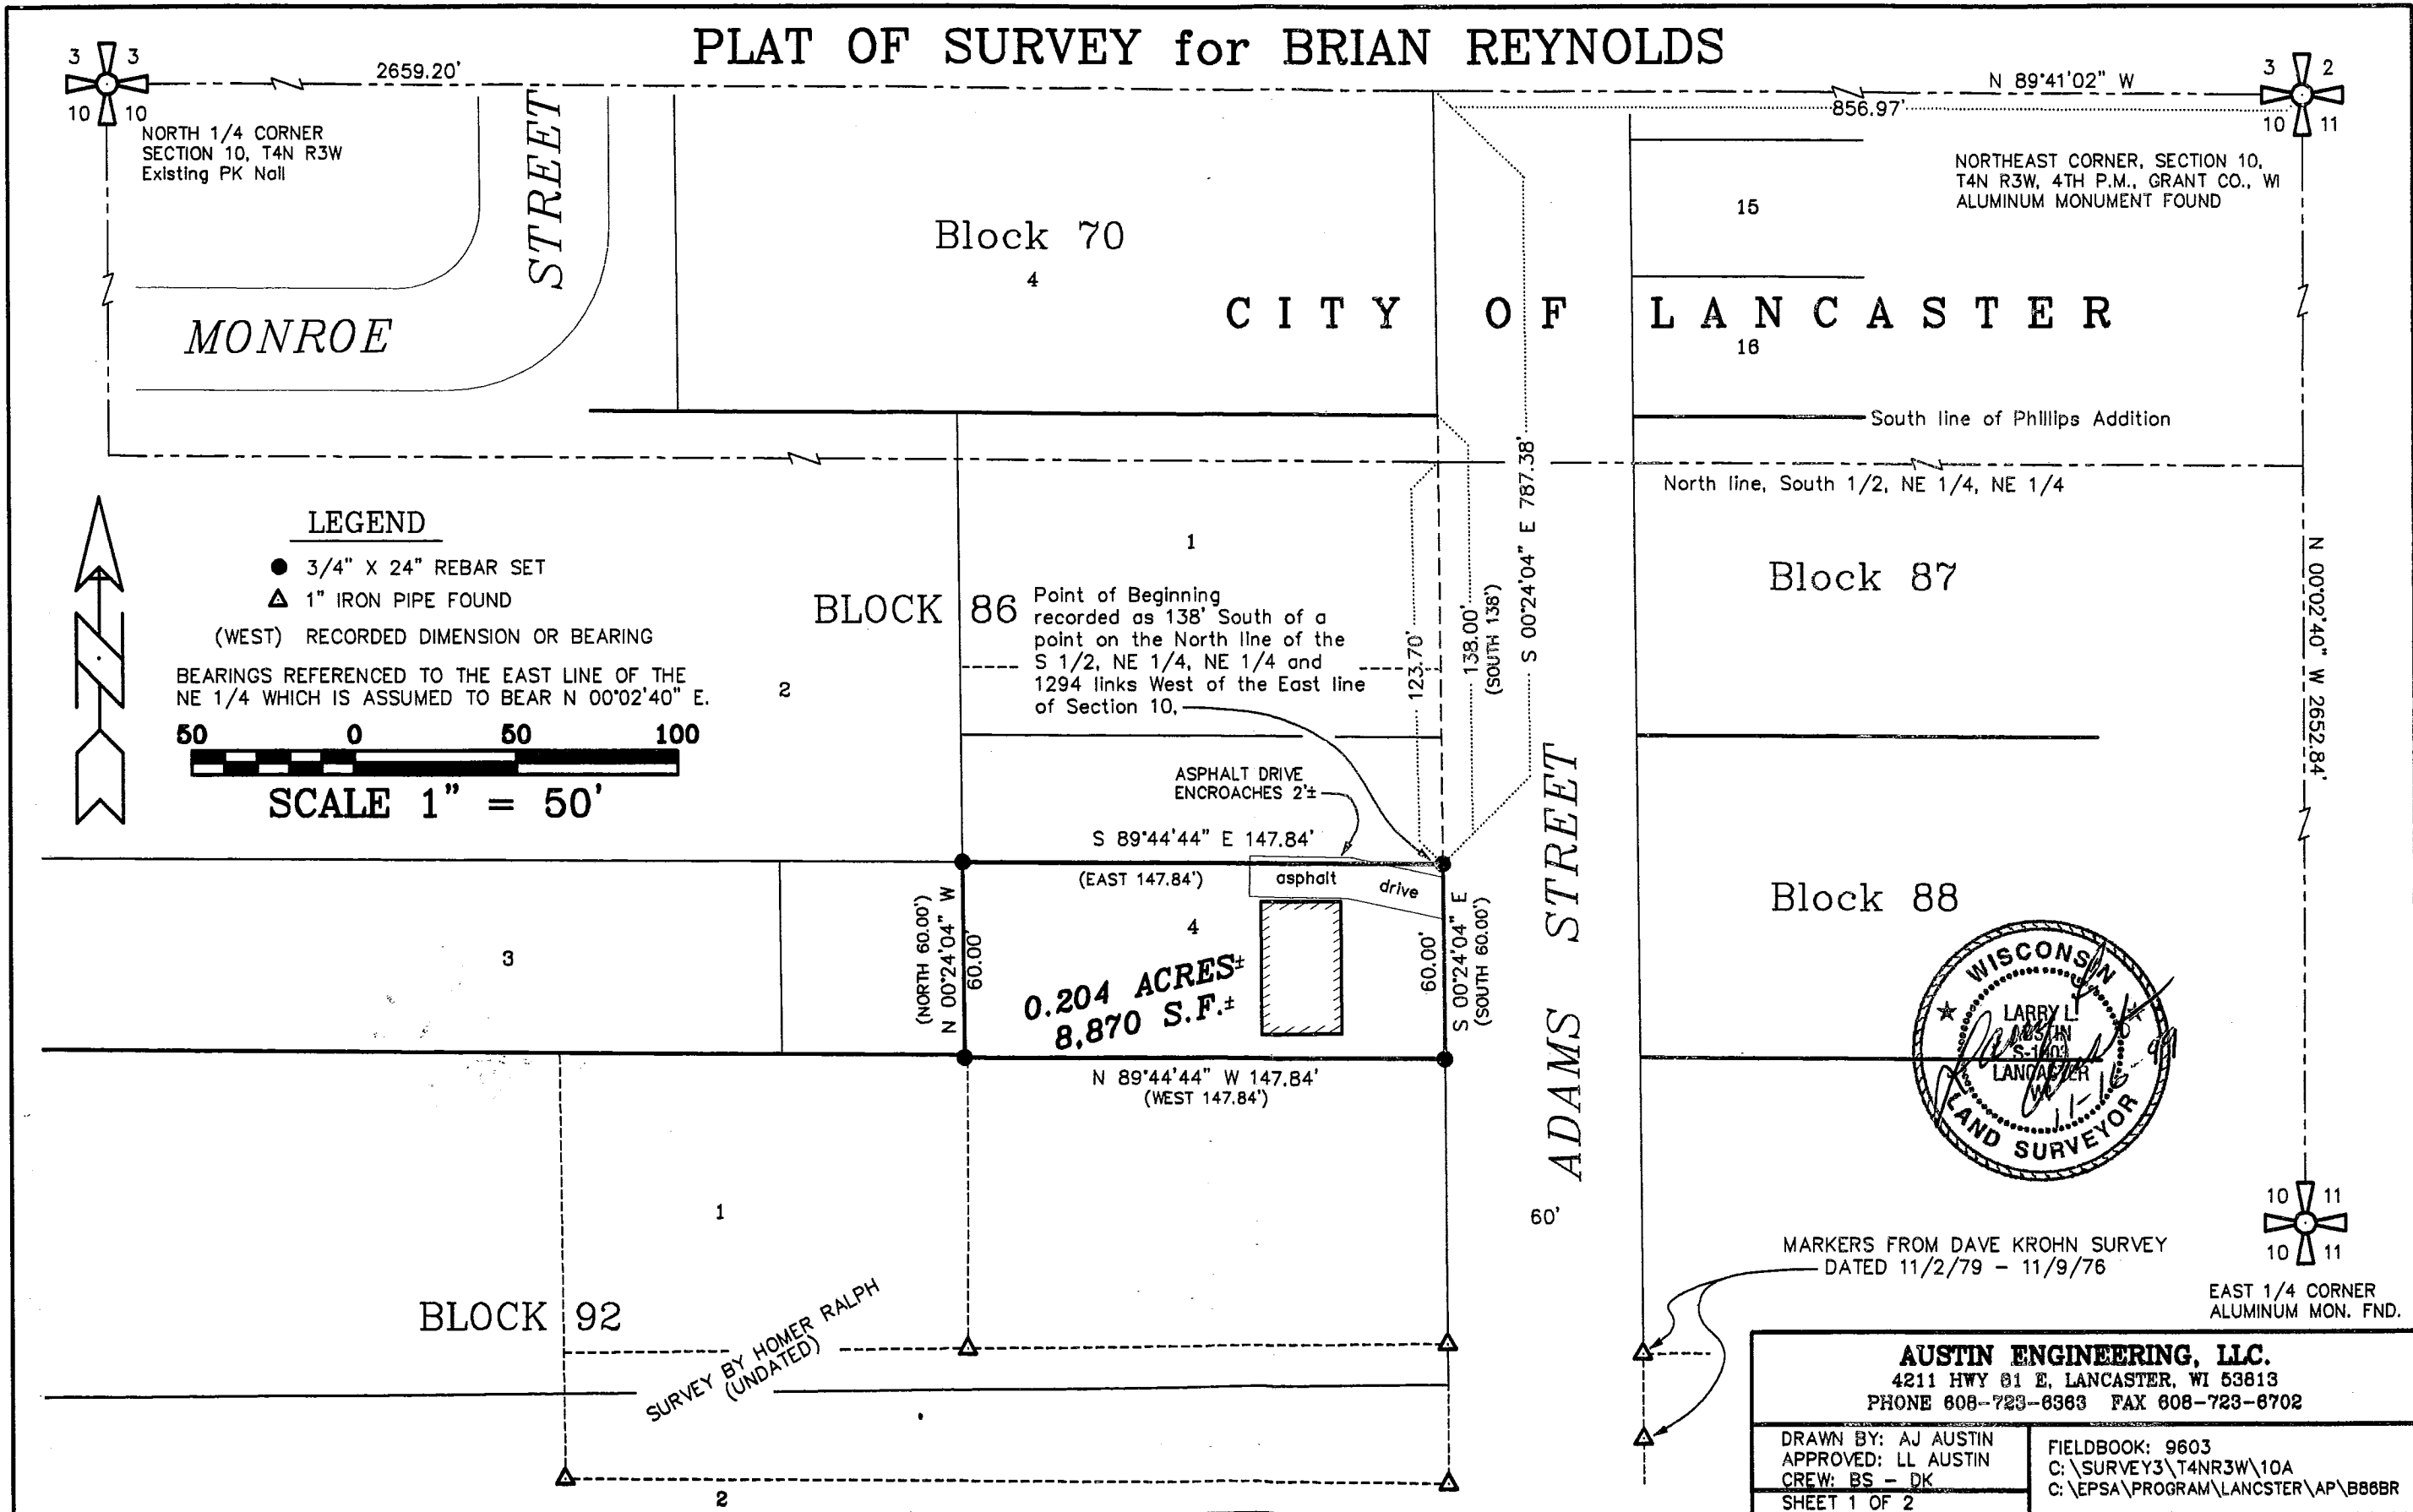 PLAT OF SURVEY for BRIAN REYNOLDS
3 3
10 10
2659.20'
NORTH 1/4 CORNER
SECTION 10, T4N R3W
Existing PK Nail
N 89°41'02" W
856.97'
3 2
10 11
NORTHEAST CORNER, SECTION 10,
T4N R3W, 4TH P.M., GRANT CO., WI
ALUMINUM MONUMENT FOUND
STREET
MONROE
Block 70
4
15
CITY OF LANCASTER
16
South line of Phillips Addition
North line, South 1/2, NE 1/4, NE 1/4
LEGEND
3/4" X 24" REBAR SET
1" IRON PIPE FOUND
(WEST) RECORDED DIMENSION OR BEARING
BEARINGS REFERENCED TO THE EAST LINE OF THE
NE 1/4 WHICH IS ASSUMED TO BEAR N 00°02'40" E.
50 0 50 100
SCALE 1" = 50'
1
BLOCK 86
2
Point of Beginning
recorded as 138' South of a
point on the North line of the
S 1/2, NE 1/4, NE 1/4 and
1294 links West of the East line
of Section 10,
123.70'
138.00'
(SOUTH 138')
S 00°24'04" E 787.38'
Block 87
N 00°02'40" W 2652.84'
ASPHALT DRIVE
ENCROACHES 2'±
S 89°44'44" E 147.84'
(EAST 147.84')
asphalt drive
(NORTH 60.00')
N 00°24'04" W
60.00'
4
0.204 ACRES±
8,870 S.F.±
60.00'
S 00°24'04" E
(SOUTH 60.00')
N 89°44'44" W 147.84'
(WEST 147.84')
3
ADAMS STREET
60'
Block 88
WISCONSIN
LARRY L.
AUSTIN
LANCASTER
LAND SURVEYOR
1
BLOCK 92
SURVEY BY HOMER RALPH
(UNDATED)
2
MARKERS FROM DAVE KROHN SURVEY
DATED 11/2/79 - 11/9/76
10 11
10 11
EAST 1/4 CORNER
ALUMINUM MON. FND.
AUSTIN ENGINEERING, LLC.
4211 HWY 81 E, LANCASTER, WI 53813
PHONE 608-723-6363 FAX 608-723-6702
DRAWN BY: AJ AUSTIN
APPROVED: LL AUSTIN
CREW: BS - DK
SHEET 1 OF 2
FIELDBOOK: 9603
C:\SURVEY3\T4NR3W\10A
C:\EPSA\PROGRAM\LANCSTER\AP\B86BR